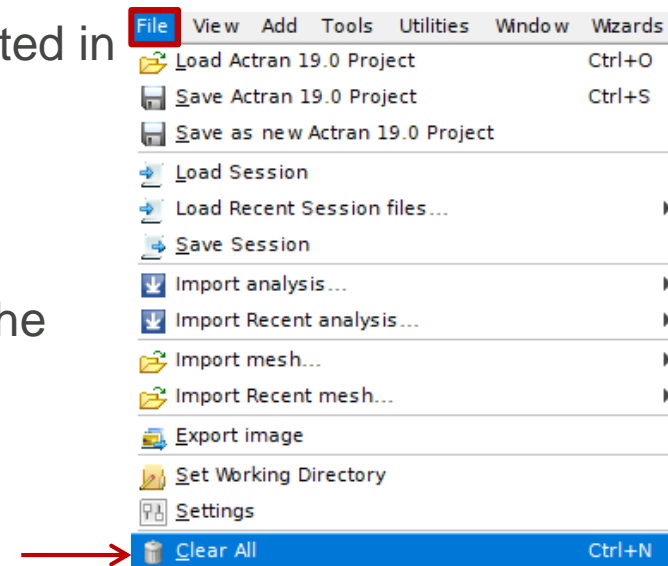 ted in
he
File View Add Tools Utilities Window Wizards
Load Actran 19.0 Project Ctrl+O
Save Actran 19.0 Project Ctrl+S
Save as new Actran 19.0 Project
Load Session
Load Recent Session files...
Save Session
Import analysis...
Import Recent analysis...
Import mesh...
Import Recent mesh...
Export image
Set Working Directory
Settings
Clear All Ctrl+N